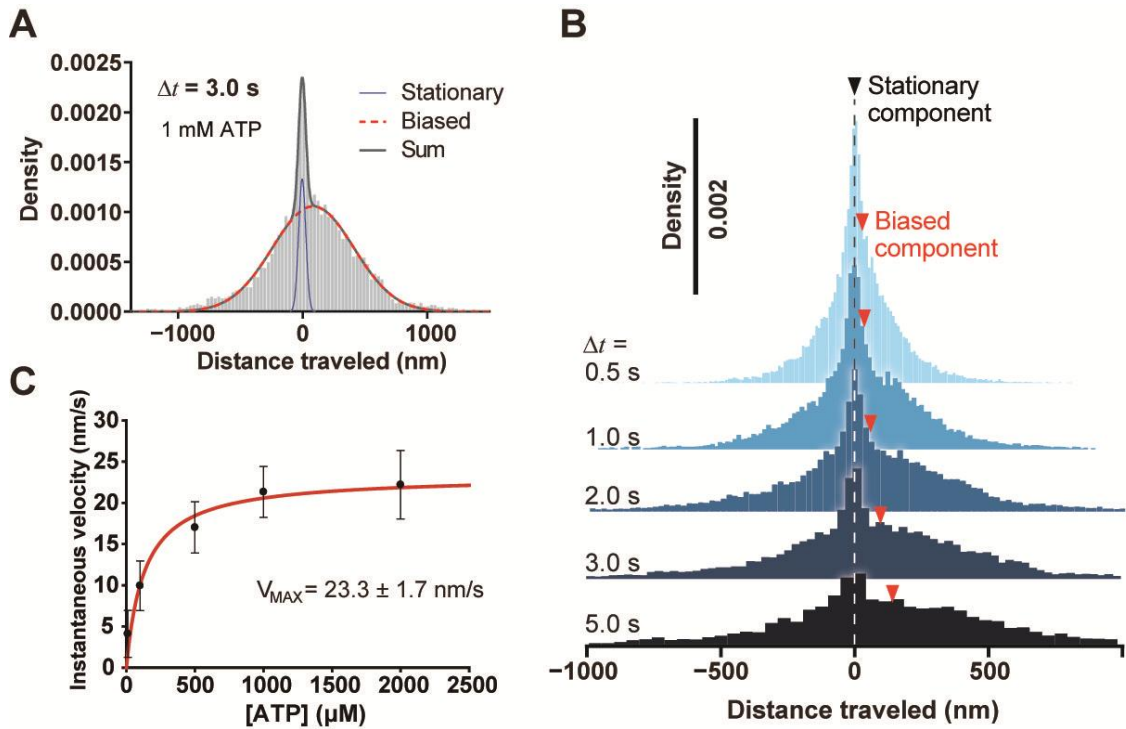 A
0.0025
0.0020
0.0015
0.0010
0.0005
0.0000
Density
Δt = 3.0 s
1 mM ATP
Stationary
Biased
Sum
−1000
0
1000
Distance traveled (nm)
B
Stationary
component
Density
0.002
Biased
component
Δt =
0.5 s
1.0 s
2.0 s
3.0 s
5.0 s
-1000
-500
0
500
Distance traveled (nm)
C
30
25
20
15
10
5
0
Instantaneous velocity (nm/s)
VMAX = 23.3 ± 1.7 nm/s
0
500
1000
1500
2000
2500
[ATP] (µM)